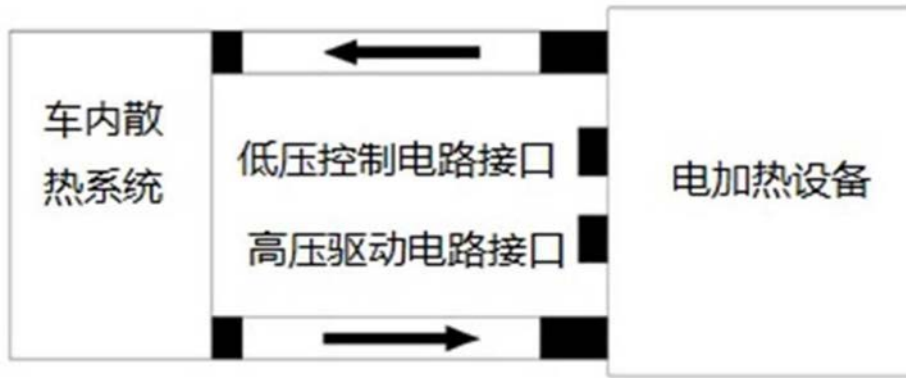 车内散
热系统
低压控制电路接口
高压驱动电路接口
电加热设备